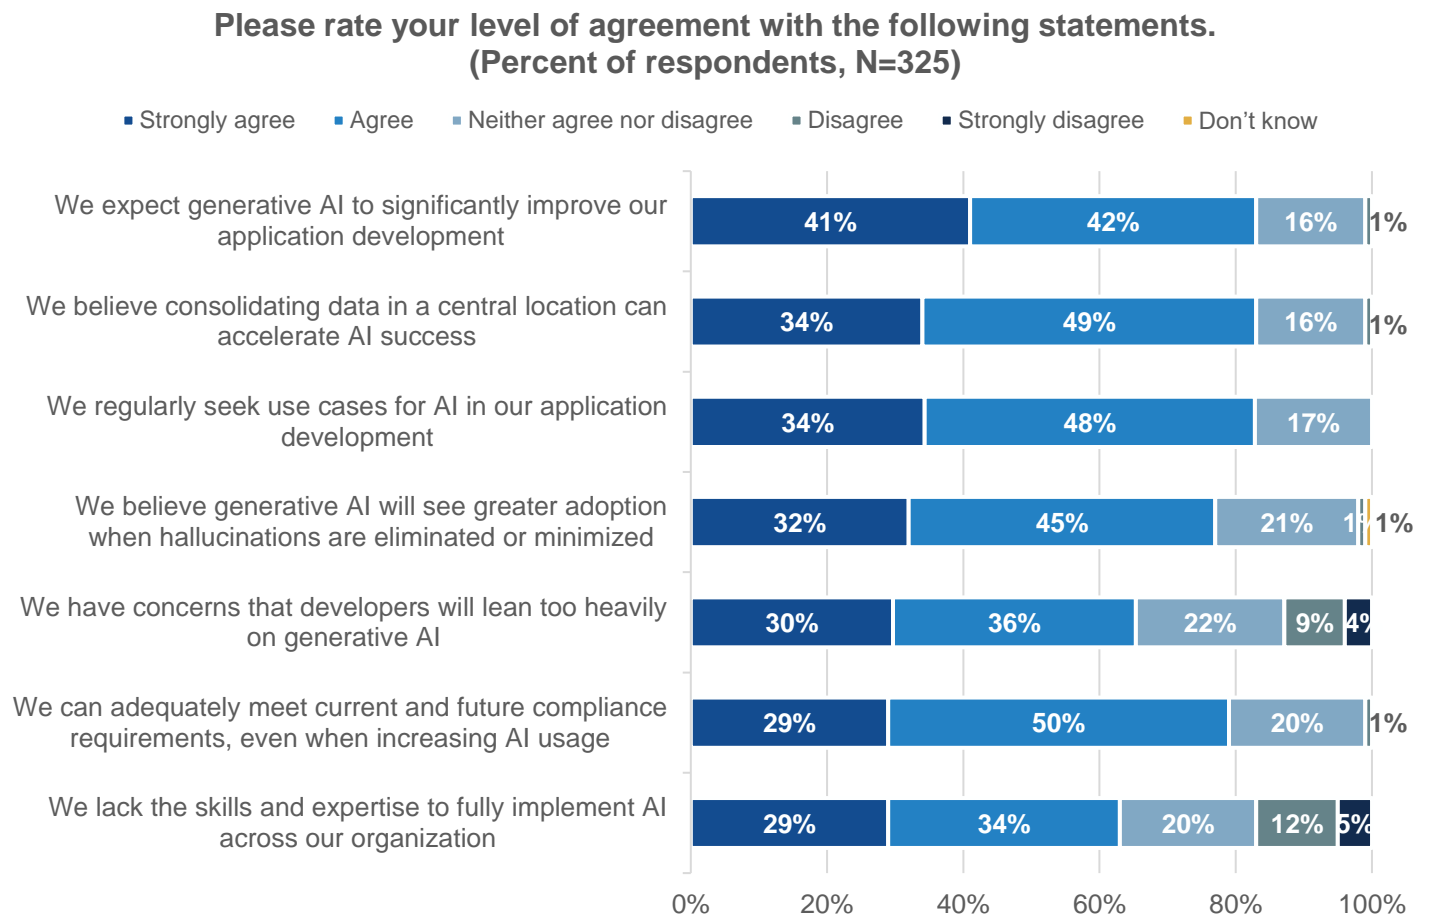 Please rate your level of agreement with the following statements.
(Percent of respondents, N=325)
Strongly agree Agree Neither agree nor disagree Disagree Strongly disagree Don’t know
We expect generative AI to significantly improve our
application development
41% 42% 16% 1%
We believe consolidating data in a central location can
accelerate AI success
34% 49% 16% 1%
We regularly seek use cases for AI in our application
development
34% 48% 17%
We believe generative AI will see greater adoption
when hallucinations are eliminated or minimized
32% 45% 21% 1% 1%
We have concerns that developers will lean too heavily
on generative AI
30% 36% 22% 9% 4%
We can adequately meet current and future compliance
requirements, even when increasing AI usage
29% 50% 20% 1%
We lack the skills and expertise to fully implement AI
across our organization
29% 34% 20% 12% 5%
0% 20% 40% 60% 80% 100%